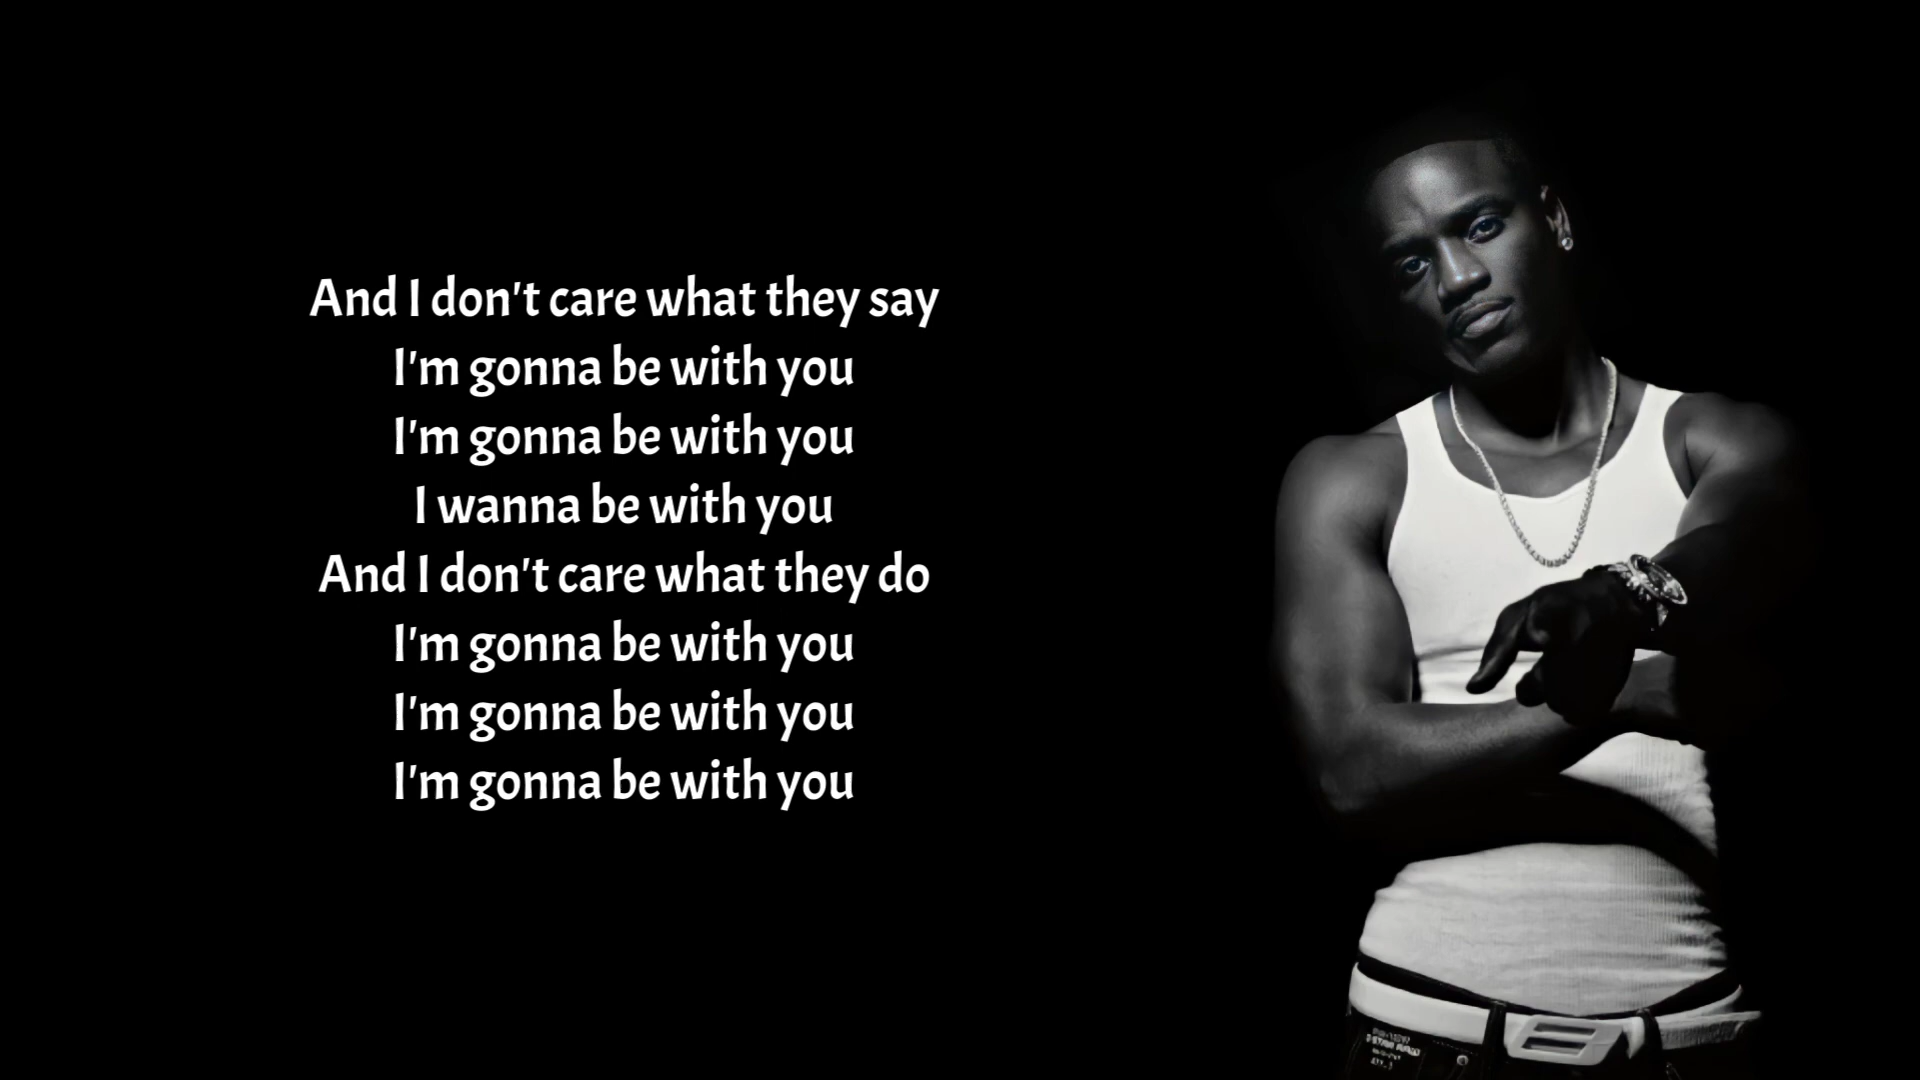 And I don't care what they say
I'm gonna be with you
I'm gonna be with you
I wanna be with you
And I don't care what they do
I'm gonna be with you
I'm gonna be with you
I'm gonna be with you